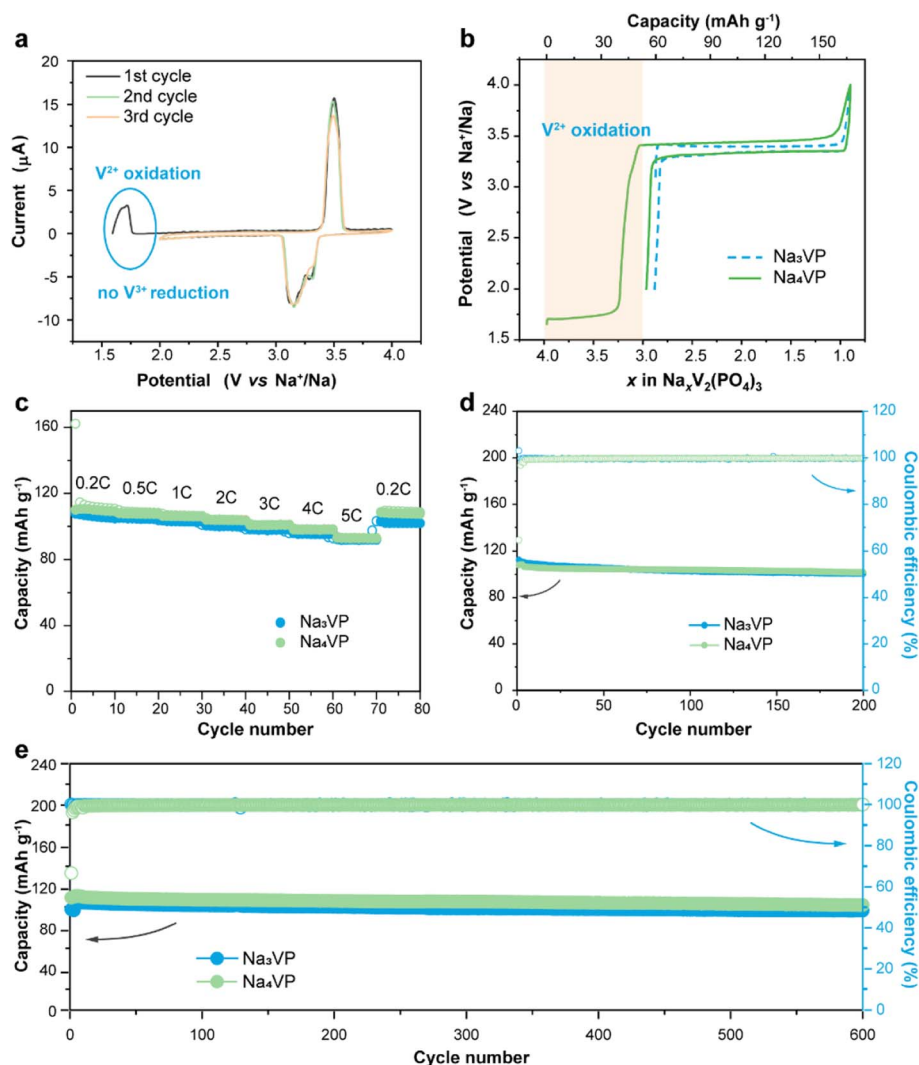 a
20
15
10
5
0
-5
-10
Current (μA)
1st cycle
2nd cycle
3rd cycle
V²⁺ oxidation
no V³⁺ reduction
1.5 2.0 2.5 3.0 3.5 4.0
Potential (V vs Na⁺/Na)
b
Capacity (mAh g⁻¹)
0 30 60 90 120 150
4.0
3.5
3.0
2.5
2.0
1.5
Potential (V vs Na⁺/Na)
V²⁺ oxidation
Na₃VP
Na₄VP
4.0 3.5 3.0 2.5 2.0 1.5 1.0
x in NaₓV₂(PO₄)₃
c
160
120
80
40
0
Capacity (mAh g⁻¹)
0.2C 0.5C 1C 2C 3C 4C 5C 0.2C
Na₃VP
Na₄VP
0 10 20 30 40 50 60 70 80
Cycle number
d
240
200
160
120
80
40
0
Capacity (mAh g⁻¹)
Na₃VP
Na₄VP
120
100
80
60
40
20
0
Coulombic efficiency (%)
0 50 100 150 200
Cycle number
e
240
200
160
120
80
40
0
Capacity (mAh g⁻¹)
Na₃VP
Na₄VP
120
100
80
60
40
20
0
Coulombic efficiency (%)
0 100 200 300 400 500 600
Cycle number